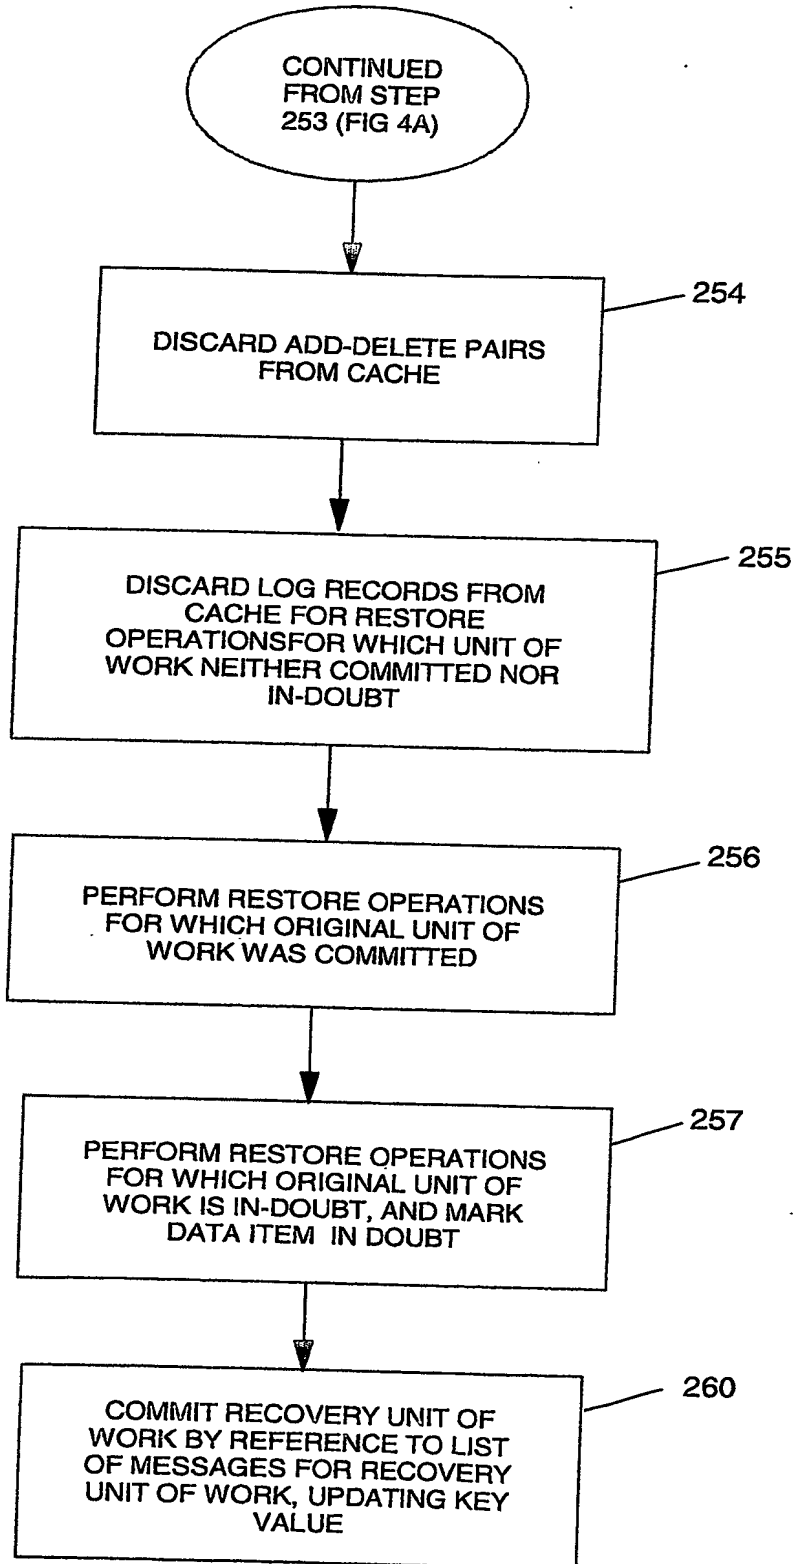 CONTINUED
FROM STEP
253 (FIG 4A)
254
DISCARD ADD-DELETE PAIRS
FROM CACHE
255
DISCARD LOG RECORDS FROM
CACHE FOR RESTORE
OPERATIONSFOR WHICH UNIT OF
WORK NEITHER COMMITTED NOR
IN-DOUBT
256
PERFORM RESTORE OPERATIONS
FOR WHICH ORIGINAL UNIT OF
WORK WAS COMMITTED
257
PERFORM RESTORE OPERATIONS
FOR WHICH ORIGINAL UNIT OF
WORK IS IN-DOUBT, AND MARK
DATA ITEM IN DOUBT
260
COMMIT RECOVERY UNIT OF
WORK BY REFERENCE TO LIST
OF MESSAGES FOR RECOVERY
UNIT OF WORK, UPDATING KEY
VALUE